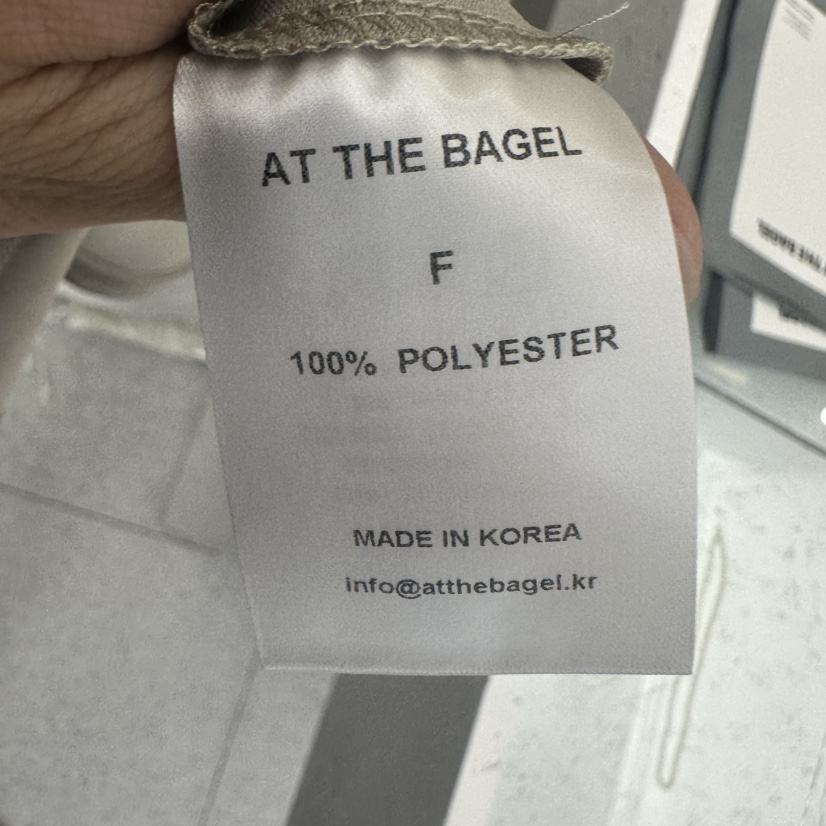 AT THE BAGEL
F
100% POLYESTER
MADE IN KOREA
info@atthebagel.kr